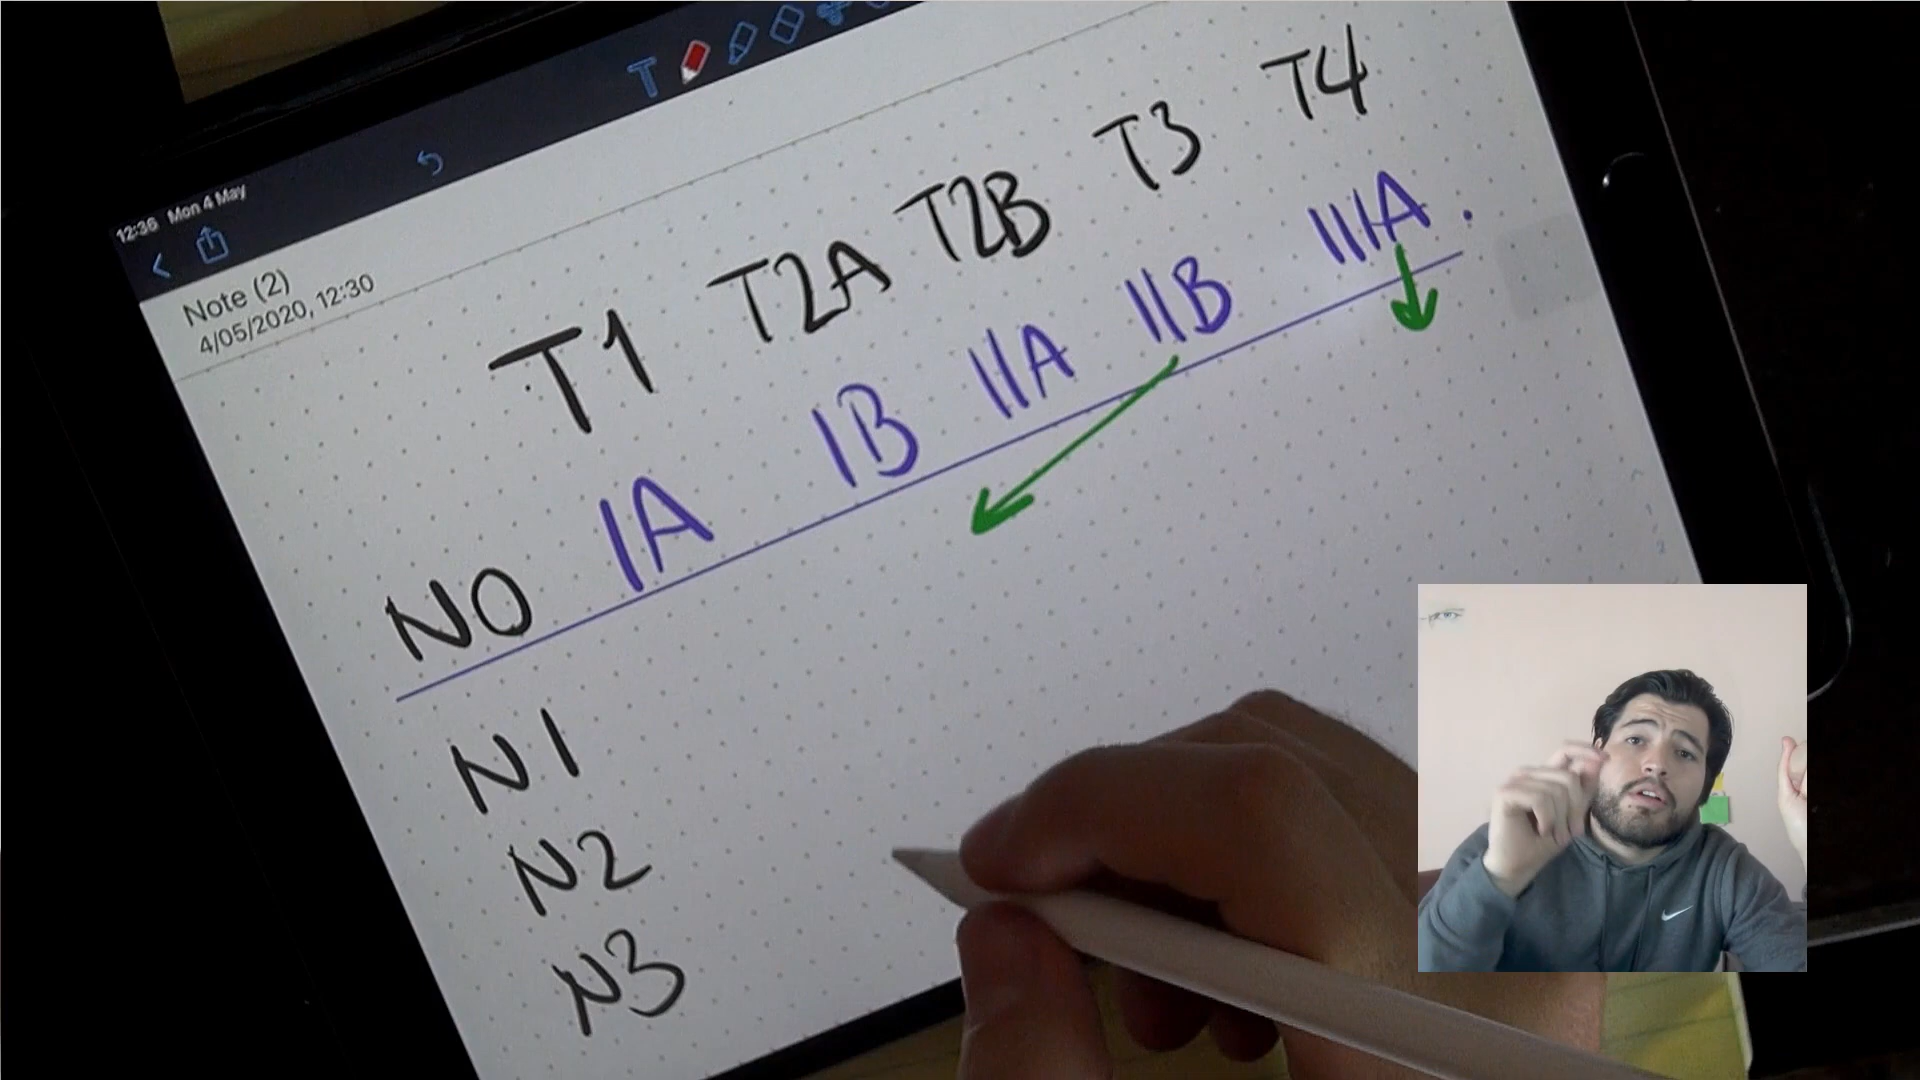 12:36 Mon 4 May
Note (2)
4/05/2020, 12:30
T1 T2A T2B T3 T4
N0 IA IB IIA IIB IIIA.
N1
N2
N3